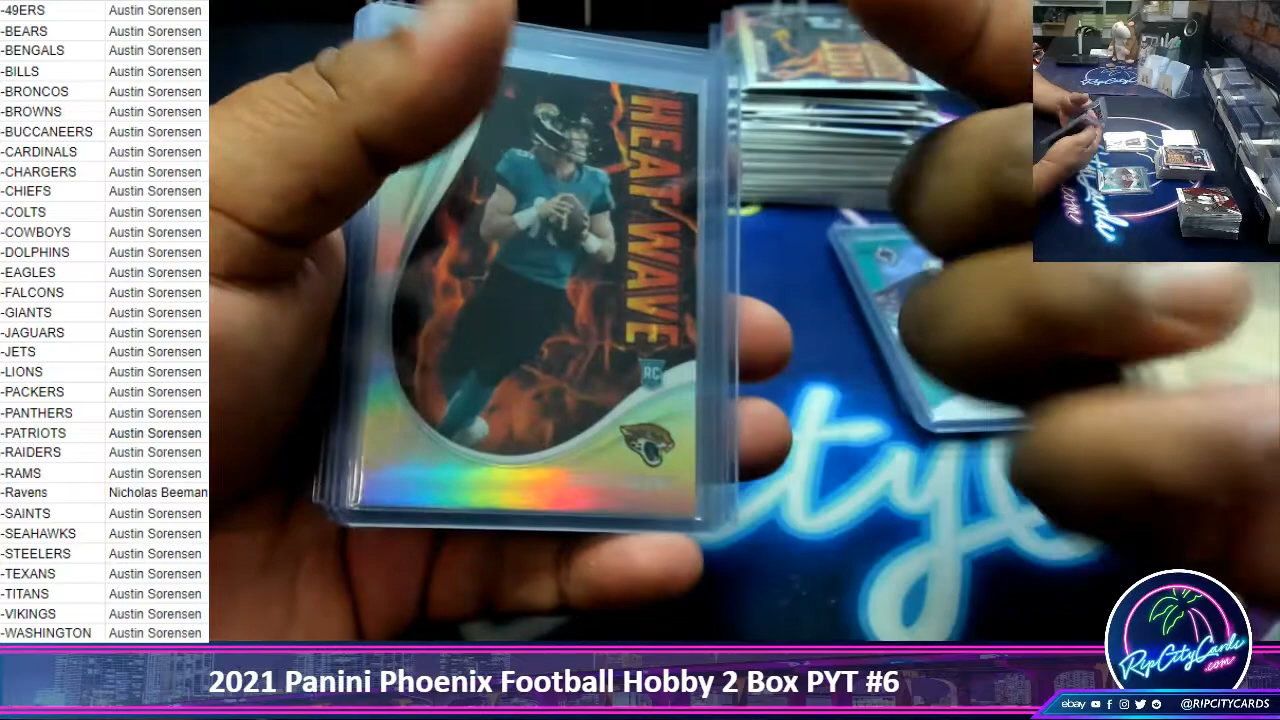 -49ERS Austin Sorensen
-BEARS Austin Sorensen
-BENGALS Austin Sorensen
-BILLS Austin Sorensen
-BRONCOS Austin Sorensen
-BROWNS Austin Sorensen
-BUCCANEERS Austin Sorensen
-CARDINALS Austin Sorensen
-CHARGERS Austin Sorensen
-CHIEFS Austin Sorensen
-COLTS Austin Sorensen
-COWBOYS Austin Sorensen
-DOLPHINS Austin Sorensen
-EAGLES Austin Sorensen
-FALCONS Austin Sorensen
-GIANTS Austin Sorensen
-JAGUARS Austin Sorensen
-JETS Austin Sorensen
-LIONS Austin Sorensen
-PACKERS Austin Sorensen
-PANTHERS Austin Sorensen
-PATRIOTS Austin Sorensen
-RAIDERS Austin Sorensen
-RAMS Austin Sorensen
-Ravens Nicholas Beeman
-SAINTS Austin Sorensen
-SEAHAWKS Austin Sorensen
-STEELERS Austin Sorensen
-TEXANS Austin Sorensen
-TITANS Austin Sorensen
-VIKINGS Austin Sorensen
-WASHINGTON Austin Sorensen
HEAT WAVE
RC
RipCityCards
.com
2021 Panini Phoenix Football Hobby 2 Box PYT #6
ebay @RIPCITYCARDS